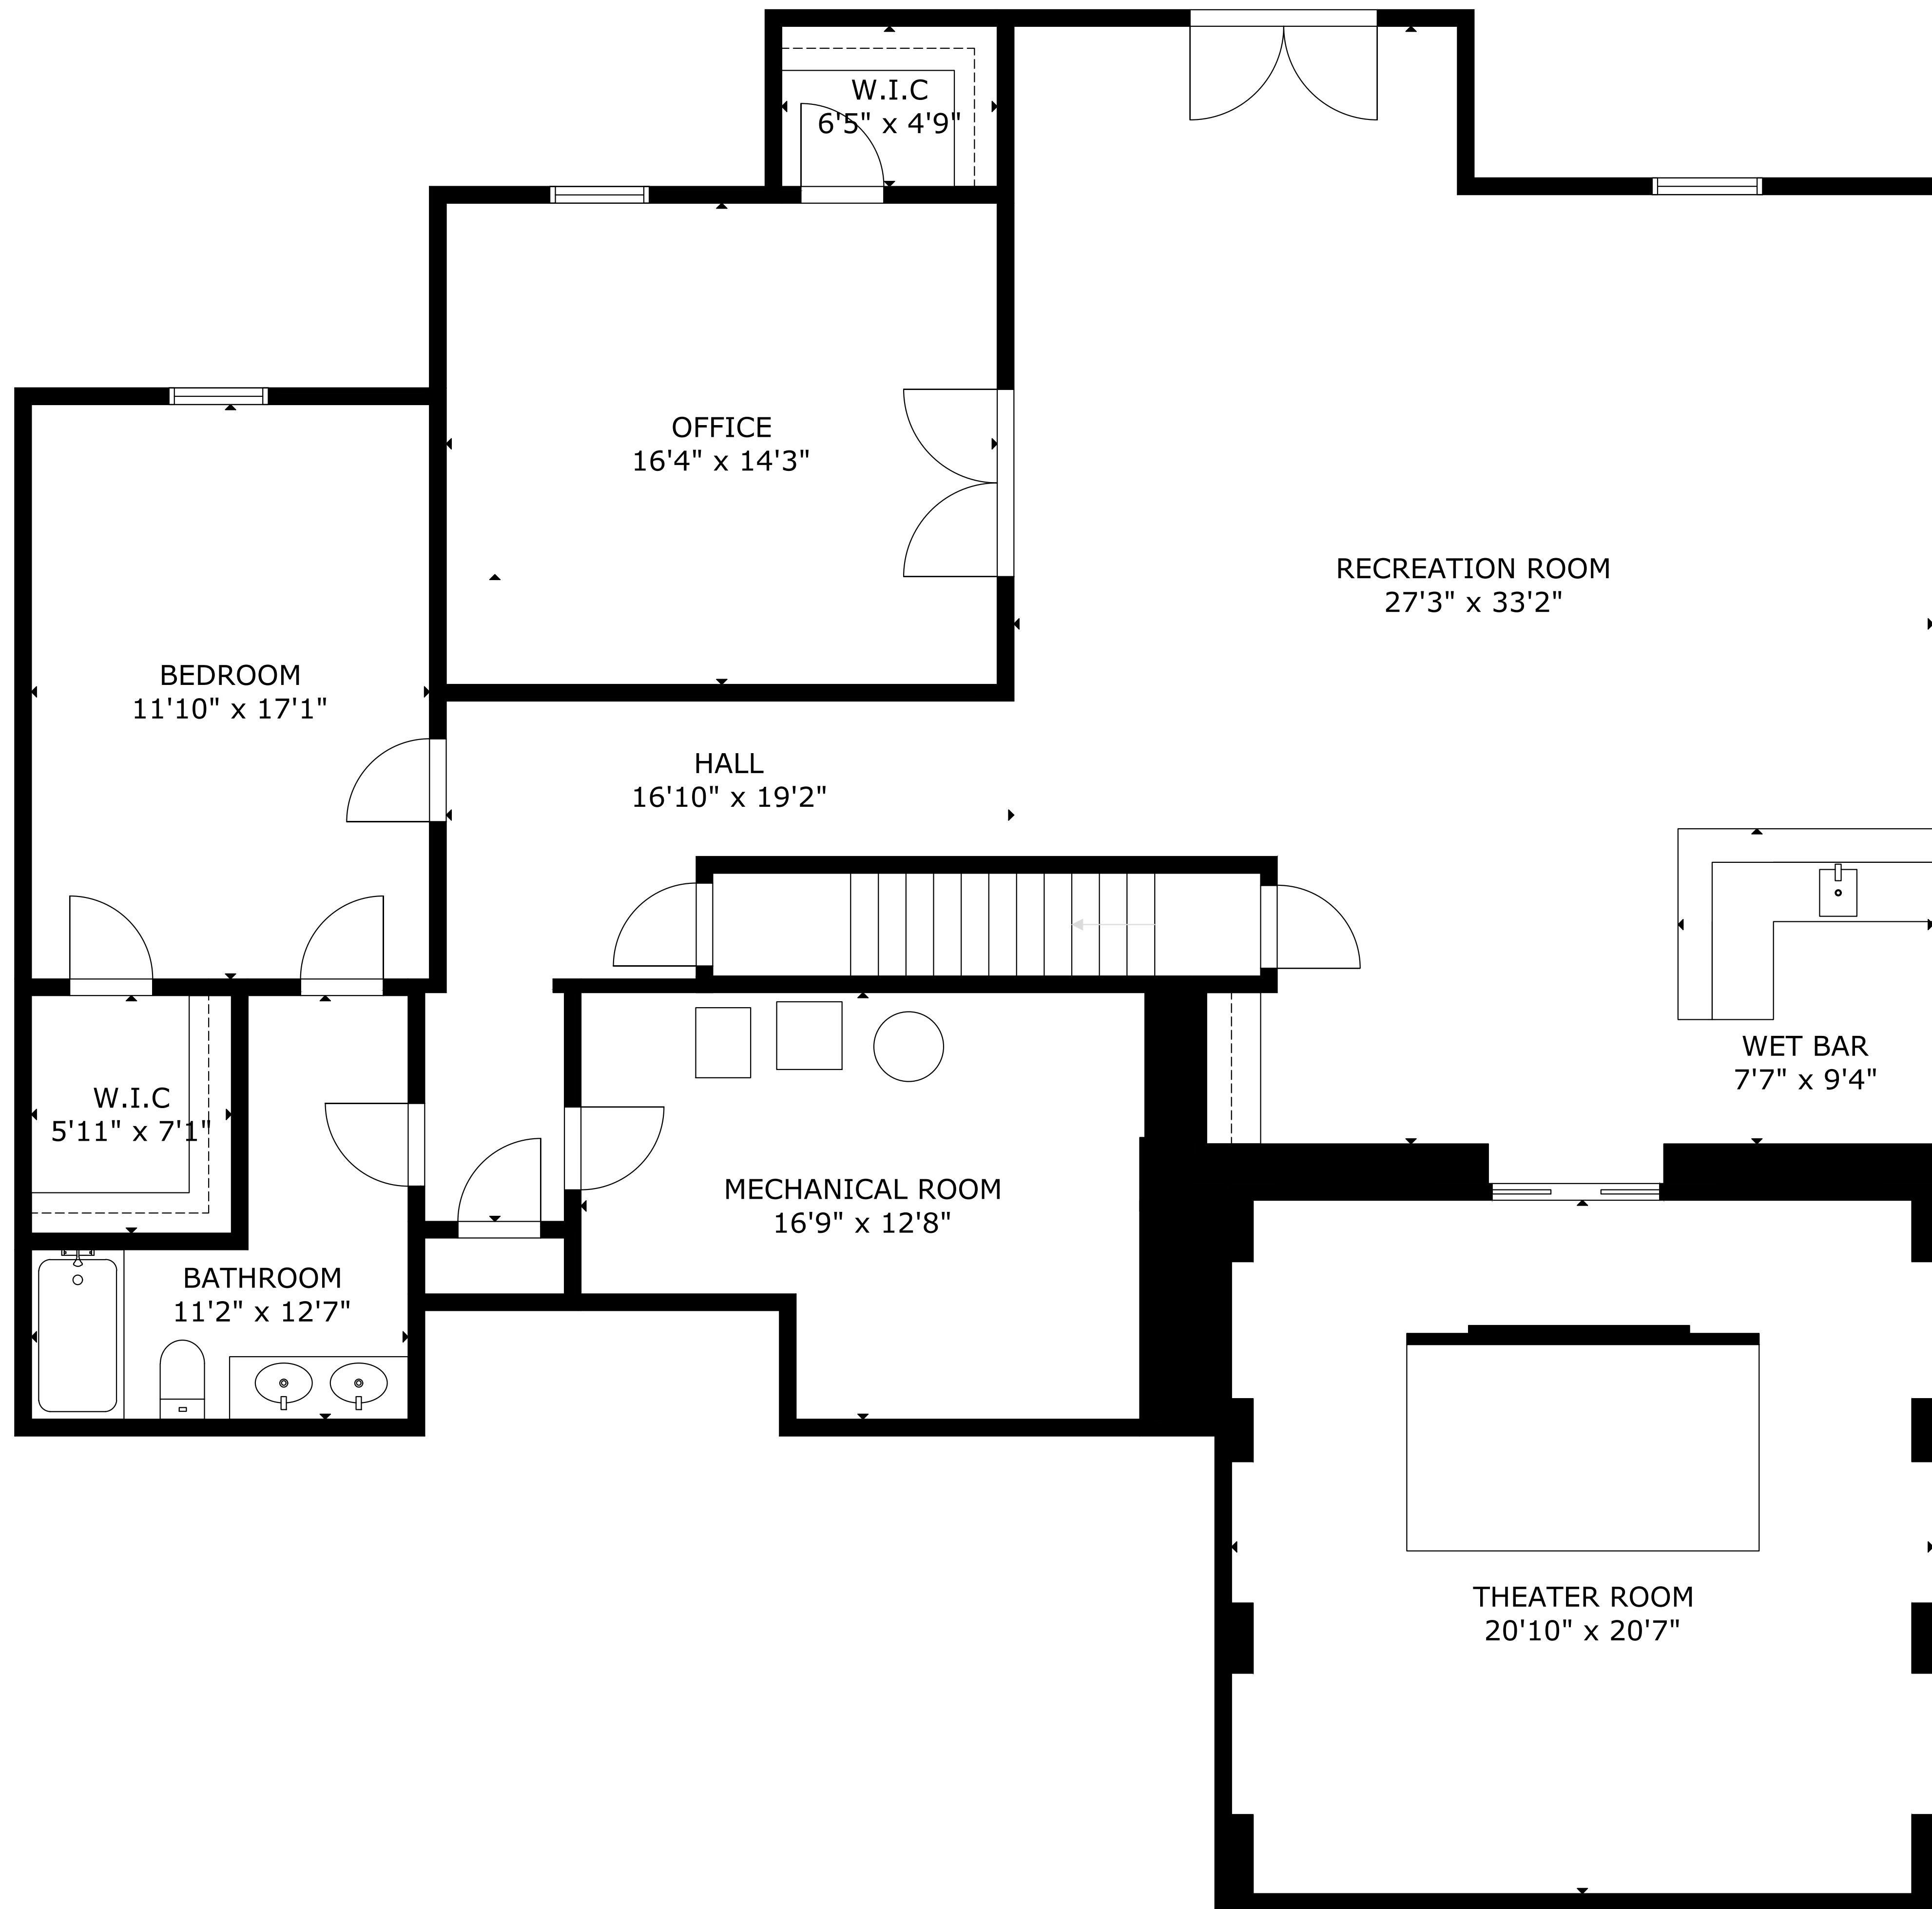 W.I.C
6'5" x 4'9"
OFFICE
16'4" x 14'3"
RECREATION ROOM
27'3" x 33'2"
BEDROOM
11'10" x 17'1"
HALL
16'10" x 19'2"
WET BAR
7'7" x 9'4"
W.I.C
5'11" x 7'1"
MECHANICAL ROOM
16'9" x 12'8"
BATHROOM
11'2" x 12'7"
THEATER ROOM
20'10" x 20'7"